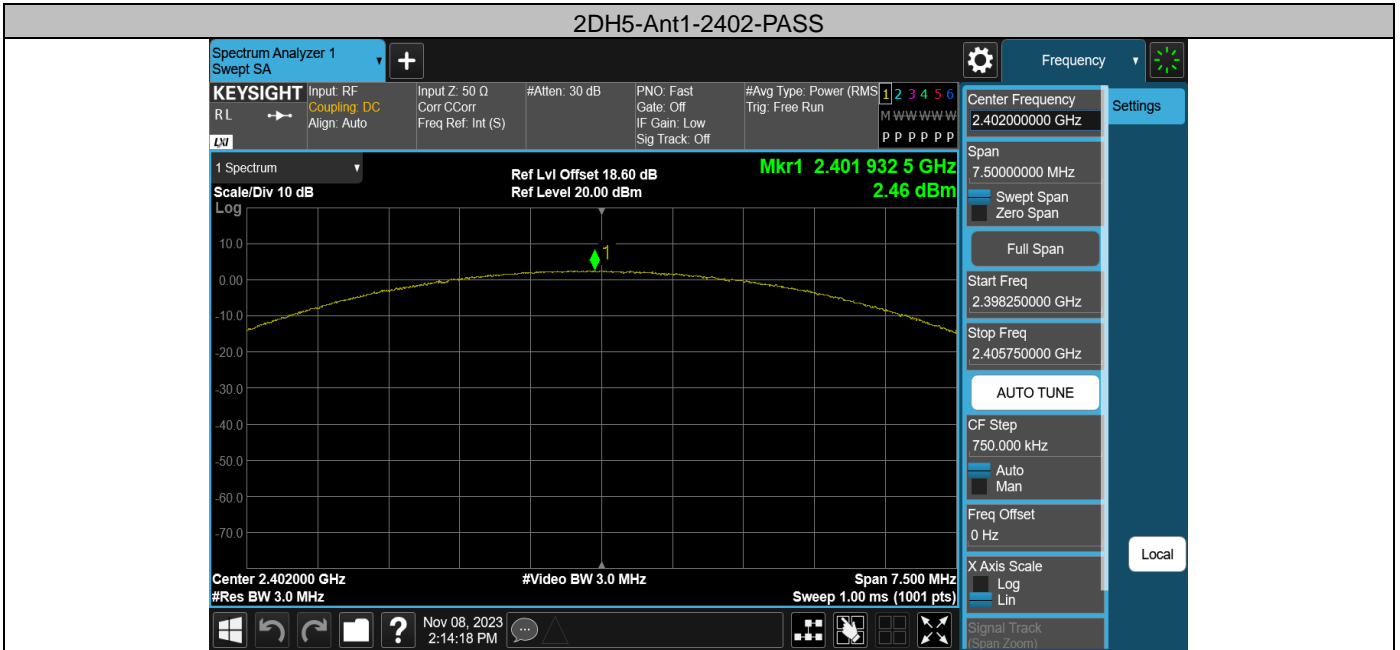 2DH5-Ant1-2402-PASS
Spectrum Analyzer 1
Swept SA
+
Frequency
KEYSIGHT
RL
LXI
Input: RF
Coupling: DC
Align: Auto
Input Z: 50 Ω
Corr CCorr
Freq Ref: Int (S)
#Atten: 30 dB
PNO: Fast
Gate: Off
IF Gain: Low
Sig Track: Off
#Avg Type: Power (RMS
Trig: Free Run
1 2 3 4 5 6
M W W W W W
P P P P P P
1 Spectrum
Scale/Div 10 dB
Log
Ref Lvl Offset 18.60 dB
Ref Level 20.00 dBm
Mkr1 2.401 932 5 GHz
2.46 dBm
1
10.0
0.00
-10.0
-20.0
-30.0
-40.0
-50.0
-60.0
-70.0
Center 2.402000 GHz
#Res BW 3.0 MHz
#Video BW 3.0 MHz
Span 7.500 MHz
Sweep 1.00 ms (1001 pts)
Center Frequency
2.402000000 GHz
Settings
Span
7.50000000 MHz
Swept Span
Zero Span
Full Span
Start Freq
2.398250000 GHz
Stop Freq
2.405750000 GHz
AUTO TUNE
CF Step
750.000 kHz
Auto
Man
Freq Offset
0 Hz
X Axis Scale
Log
Lin
Local
Signal Track
(Span Zoom)
?
Nov 08, 2023
2:14:18 PM